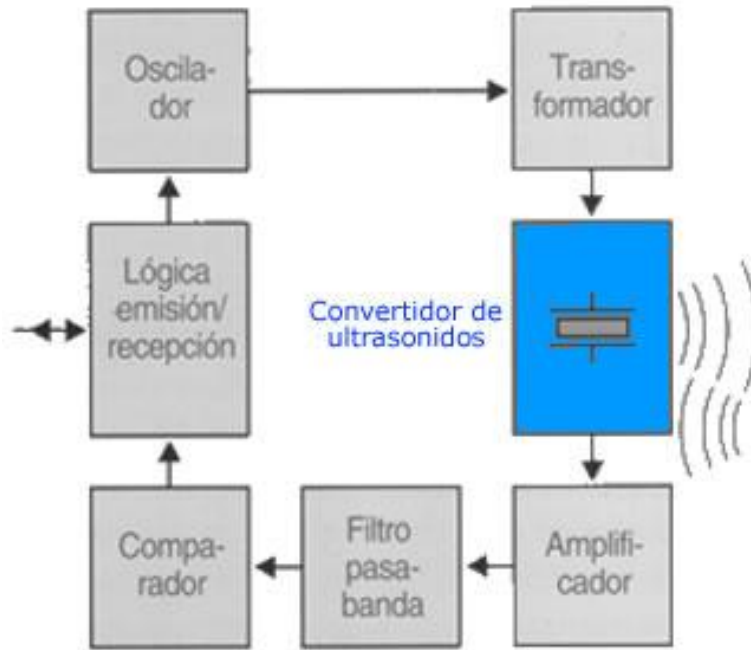 Oscila-
dor
Trans-
formador
Lógica
emisión/
recepción
Convertidor de
ultrasonidos
Compa-
rador
Filtro
pasa-
banda
Amplifi-
cador